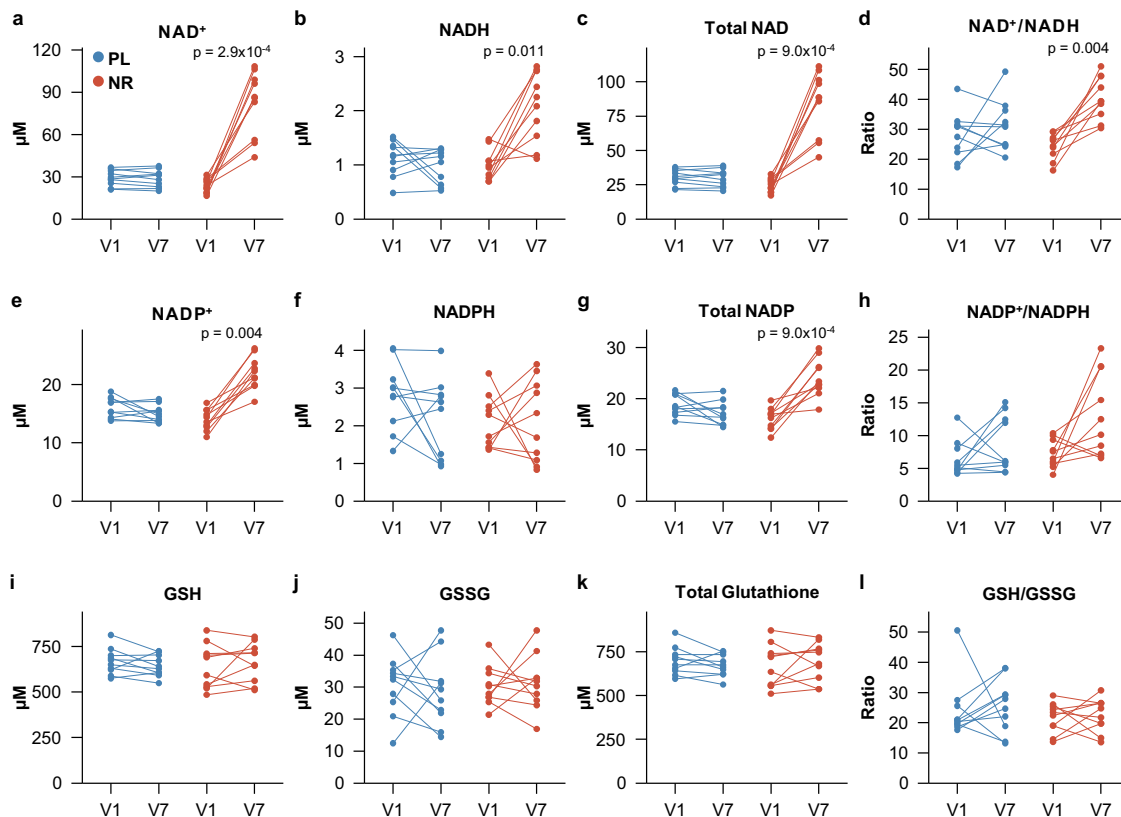 a NAD⁺
p = 2.9x10⁻⁴
PL
NR
µM
120
90
60
30
0
V1 V7 V1 V7
b NADH
p = 0.011
µM
3
2
1
0
V1 V7 V1 V7
c Total NAD
p = 9.0x10⁻⁴
µM
100
75
50
25
0
V1 V7 V1 V7
d NAD⁺/NADH
p = 0.004
Ratio
50
40
30
20
10
0
V1 V7 V1 V7
e NADP⁺
p = 0.004
µM
20
10
0
V1 V7 V1 V7
f NADPH
µM
4
3
2
1
0
V1 V7 V1 V7
g Total NADP
p = 9.0x10⁻⁴
µM
30
20
10
0
V1 V7 V1 V7
h NADP⁺/NADPH
Ratio
25
20
15
10
5
0
V1 V7 V1 V7
i GSH
µM
750
500
250
0
V1 V7 V1 V7
j GSSG
µM
50
40
30
20
10
0
V1 V7 V1 V7
k Total Glutathione
µM
750
500
250
0
V1 V7 V1 V7
l GSH/GSSG
Ratio
50
40
30
20
10
0
V1 V7 V1 V7